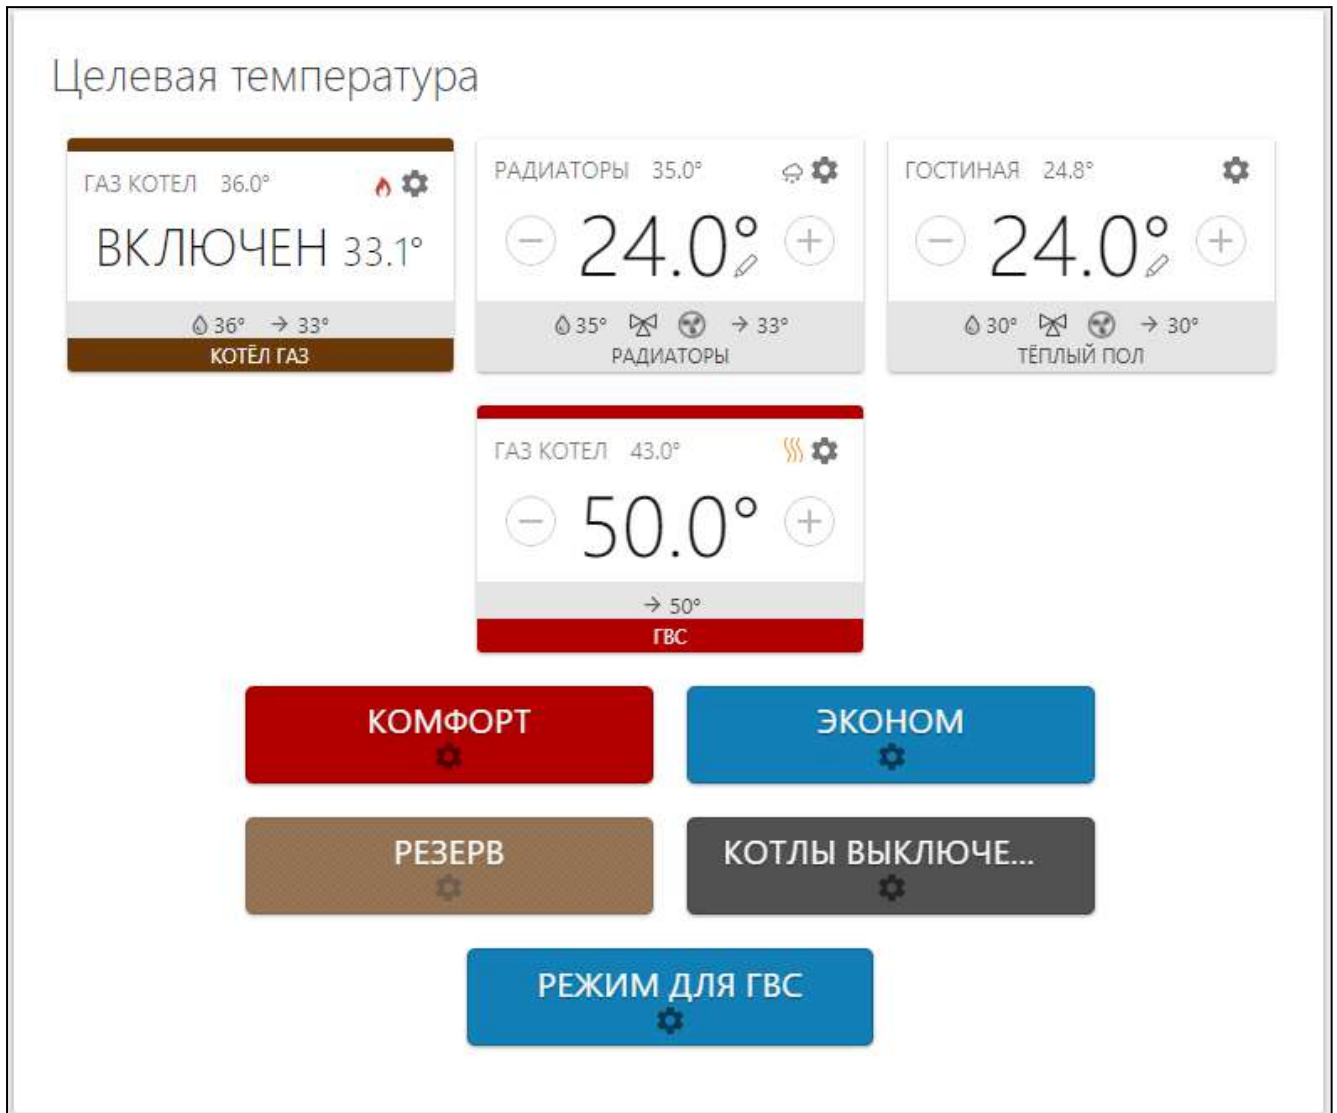 Целевая температура
ГАЗ КОТЕЛ 36.0°
ВКЛЮЧЕН 33.1°
36° → 33°
КОТЁЛ ГАЗ
РАДИАТОРЫ 35.0°
24.0°
35° → 33°
РАДИАТОРЫ
ГОСТИНАЯ 24.8°
24.0°
30° → 30°
ТЁПЛЫЙ ПОЛ
ГАЗ КОТЕЛ 43.0°
50.0°
→ 50°
ГВС
КОМФОРТ
ЭКОНОМ
РЕЗЕРВ
КОТЛЫ ВЫКЛЮЧЕ...
РЕЖИМ ДЛЯ ГВС